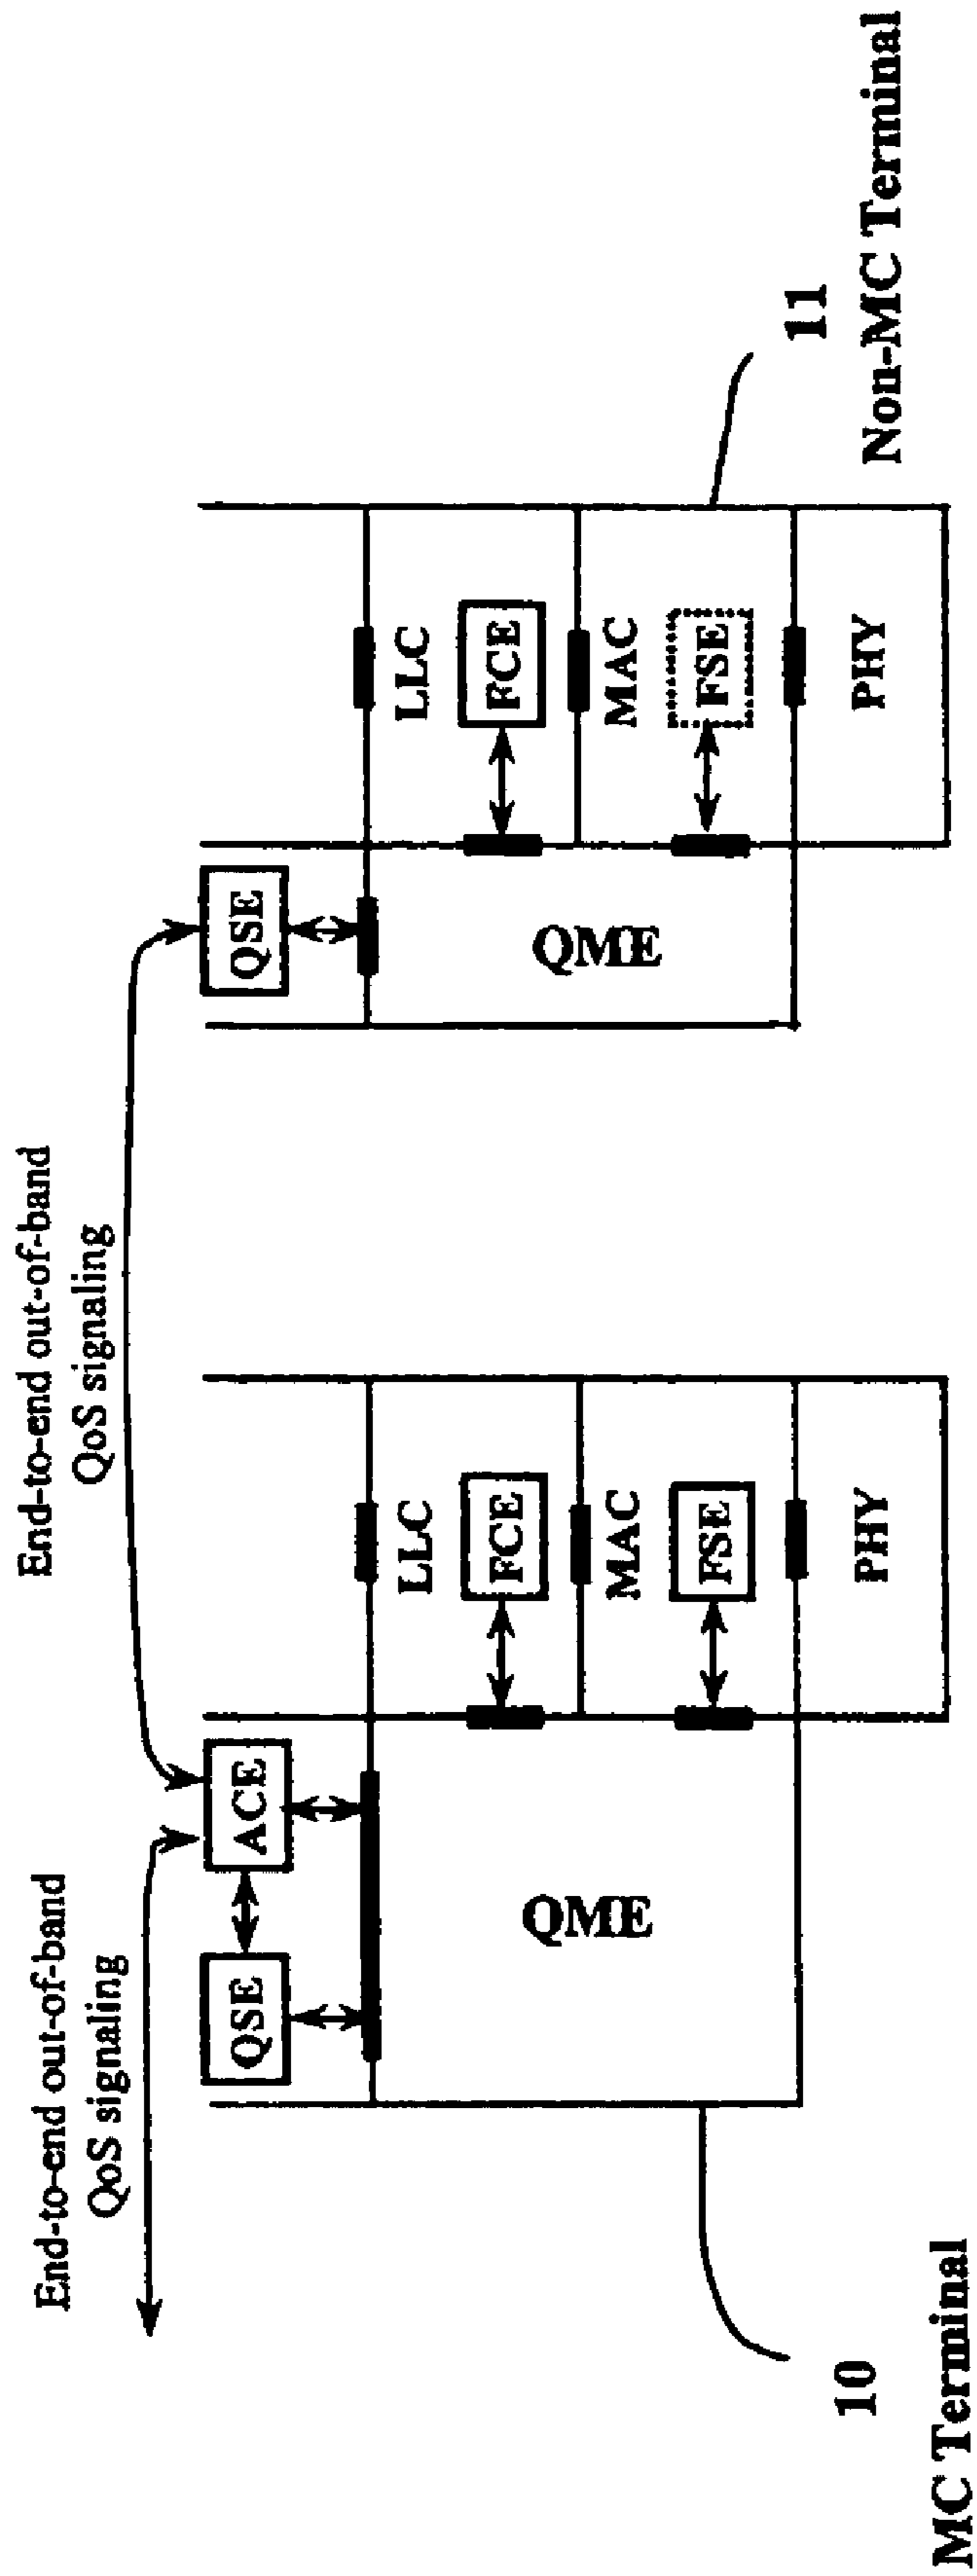 End-to-end out-of-band
QoS signaling
End-to-end out-of-band
QoS signaling
QSE
ACE
QSE
QME
LLC
FCE
MAC
FSE
PHY
QME
LLC
FCE
MAC
FSE
PHY
10
MC Terminal
11
Non-MC Terminal